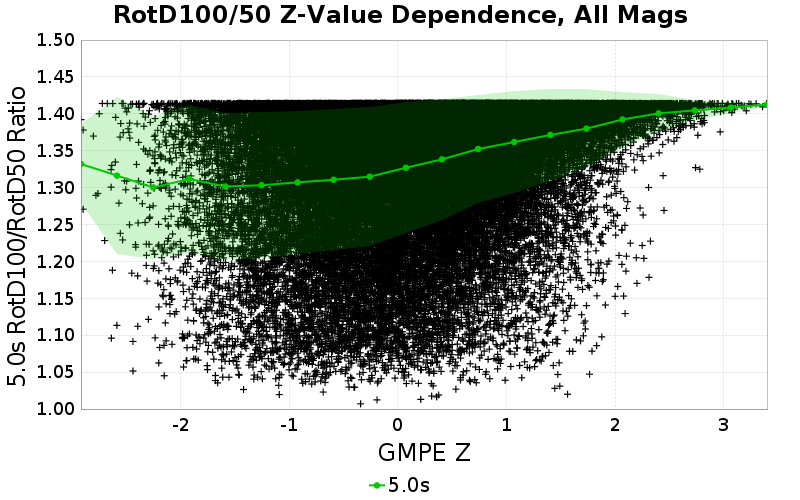 RotD100/50 Z-Value Dependence, All Mags
5.0s RotD100/RotD50 Ratio
1.50
1.45
1.40
1.35
1.30
1.25
1.20
1.15
1.10
1.05
1.00
-2 -1 0 1 2 3
GMPE Z
5.0s